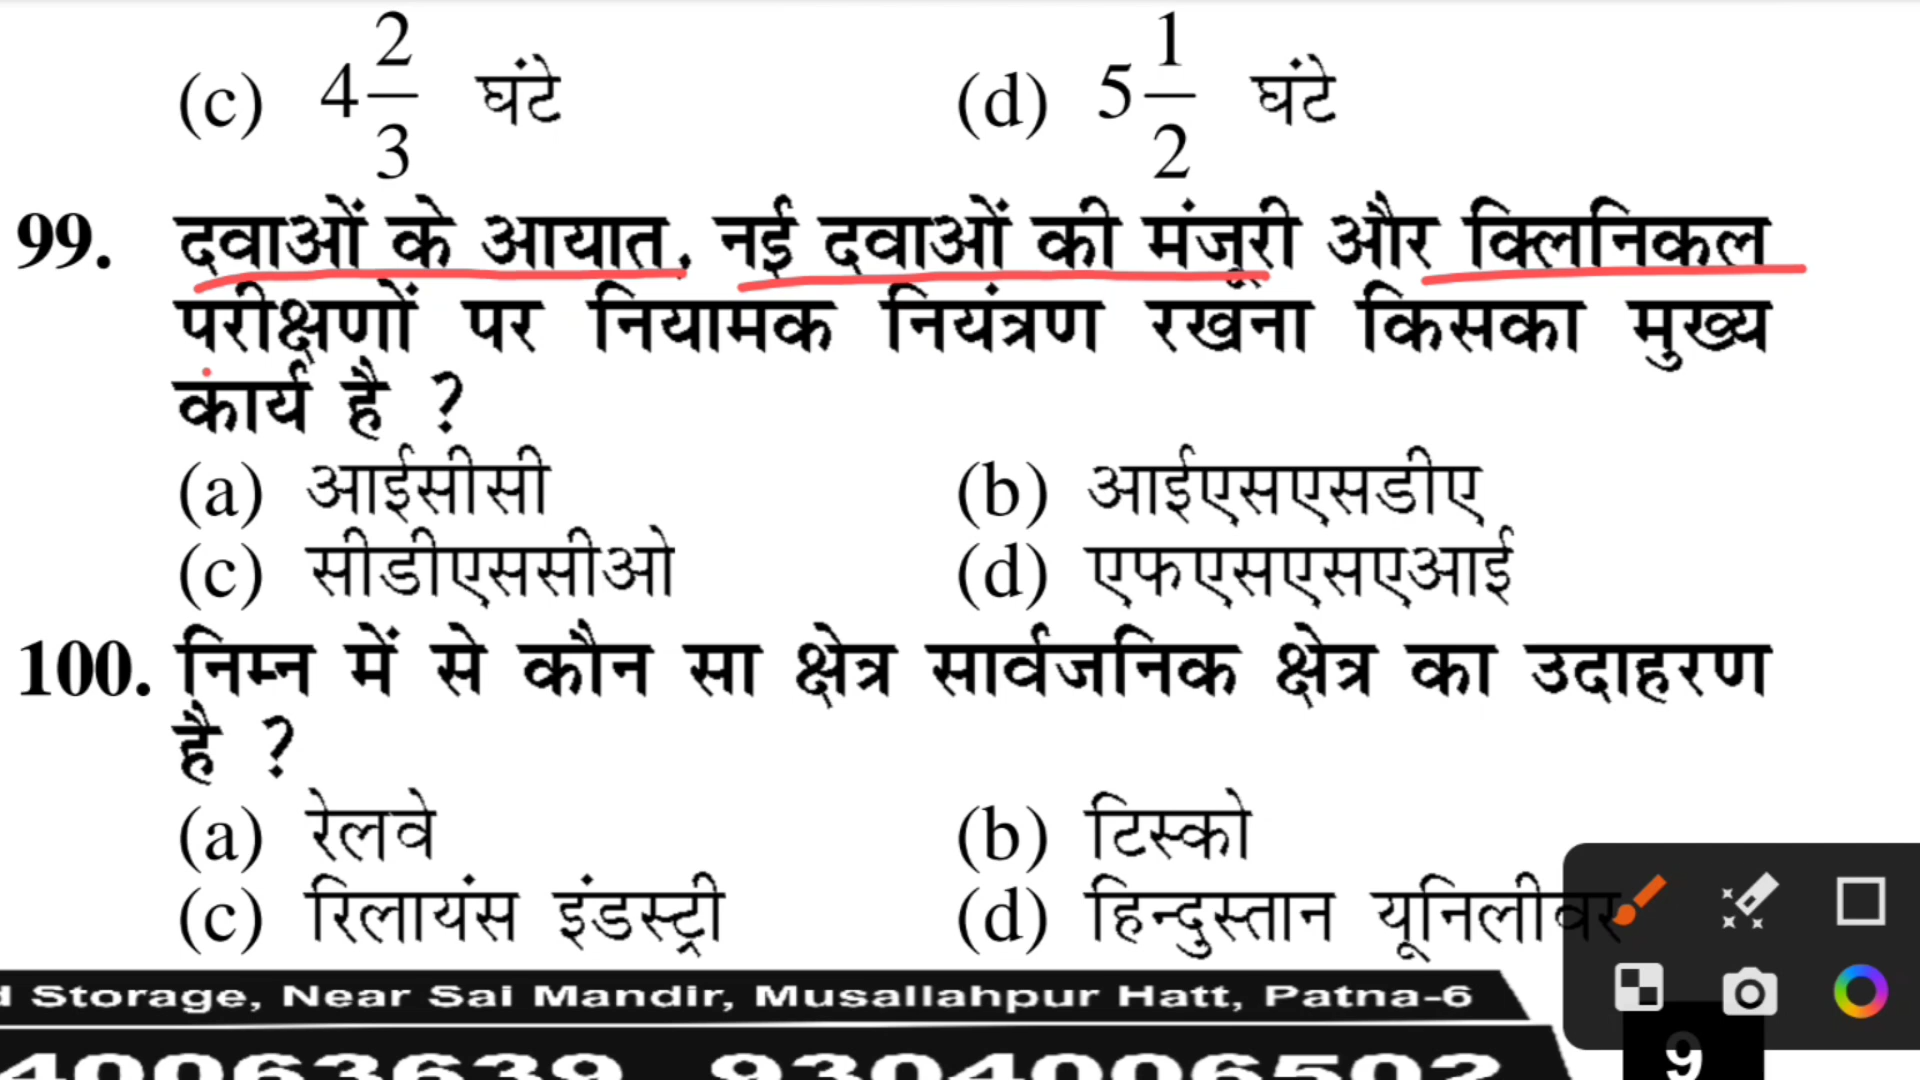 (c) 4 2/3 घंटे (d) 5 1/2 घंटे
99. दवाओं के आयात, नई दवाओं की मंजूरी और क्लिनिकल
परीक्षणों पर नियामक नियंत्रण रखना किसका मुख्य
कार्य है ?
(a) आईसीसी (b) आईएसएसडीए
(c) सीडीएससीओ (d) एफएसएसएआई
100. निम्न में से कौन सा क्षेत्र सार्वजनिक क्षेत्र का उदाहरण
है ?
(a) रेलवे (b) टिस्को
(c) रिलायंस इंडस्ट्री (d) हिन्दुस्तान यूनिलीवर
Storage, Near Sai Mandir, Musallahpur Hatt, Patna-6
9